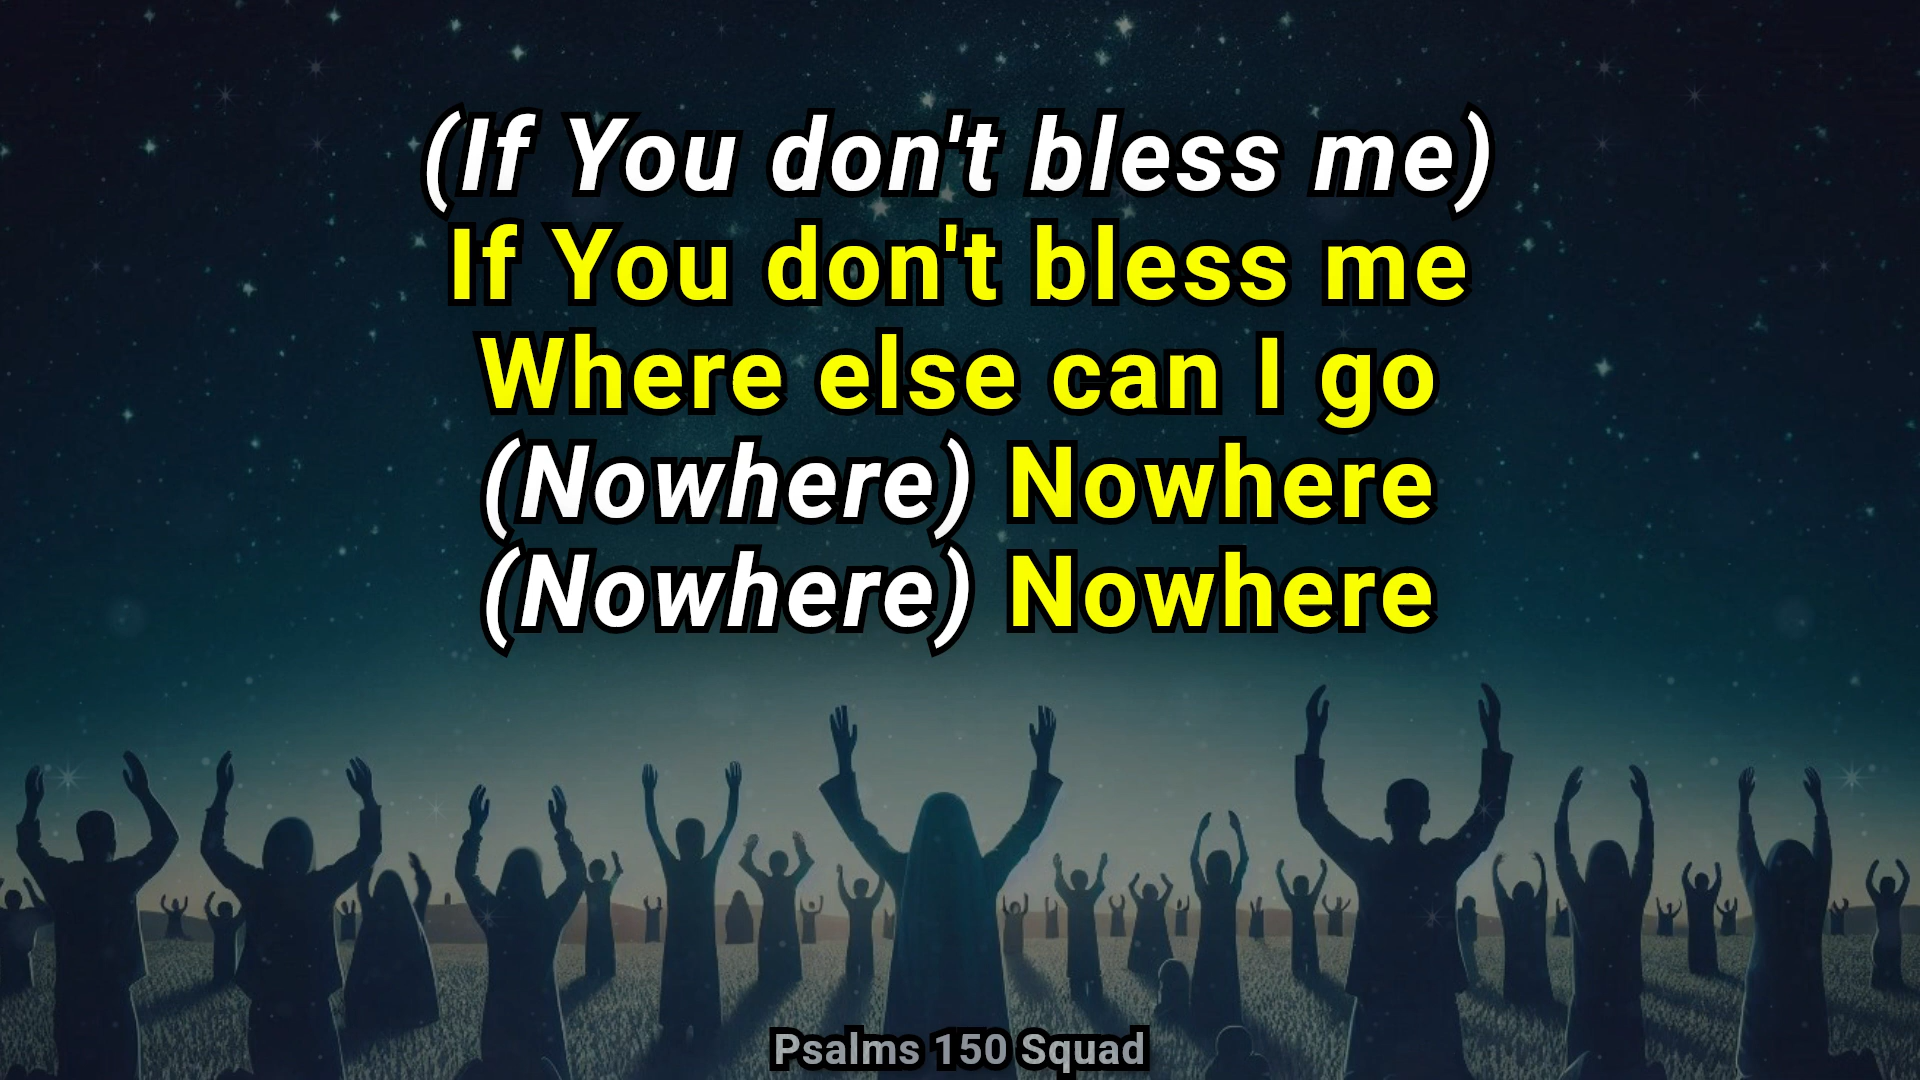 (If You don't bless me)
If You don't bless me
Where else can I go
(Nowhere) Nowhere
(Nowhere) Nowhere
Psalms 150 Squad